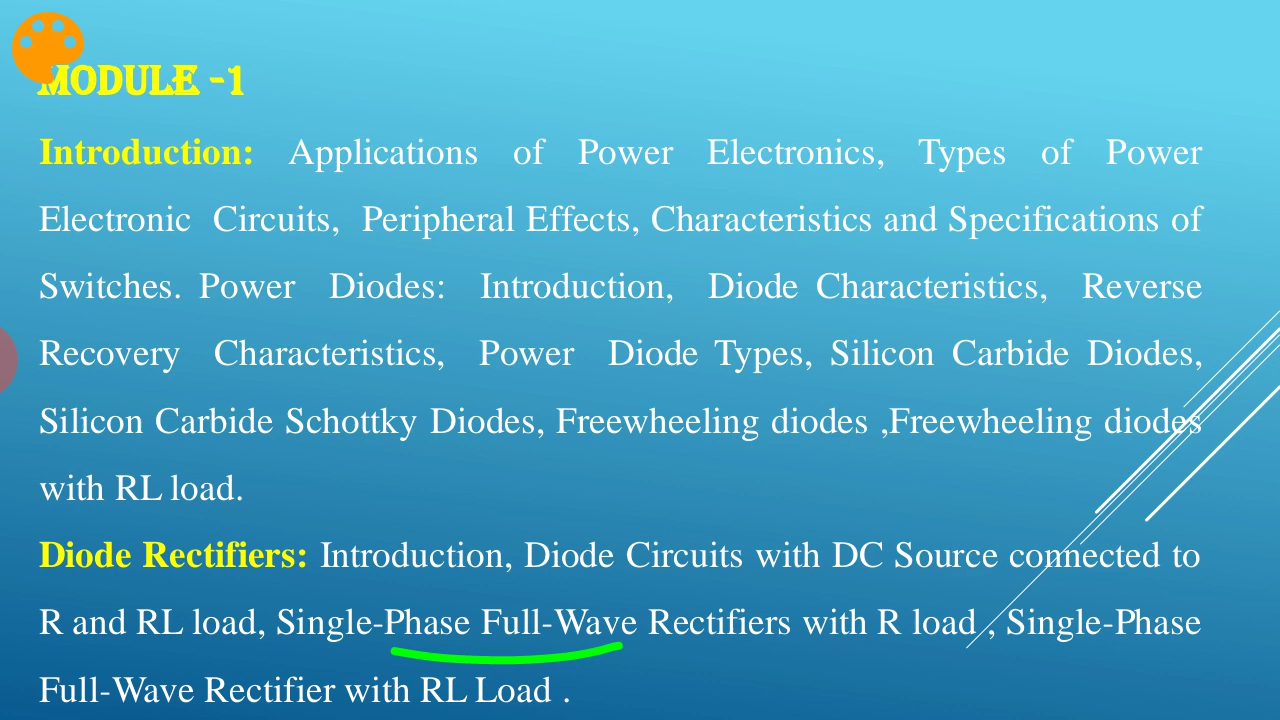 MODULE -1
Introduction: Applications of Power Electronics, Types of Power
Electronic Circuits, Peripheral Effects, Characteristics and Specifications of
Switches. Power Diodes: Introduction, Diode Characteristics, Reverse
Recovery Characteristics, Power Diode Types, Silicon Carbide Diodes,
Silicon Carbide Schottky Diodes, Freewheeling diodes ,Freewheeling diodes
with RL load.
Diode Rectifiers: Introduction, Diode Circuits with DC Source connected to
R and RL load, Single-Phase Full-Wave Rectifiers with R load , Single-Phase
Full-Wave Rectifier with RL Load .